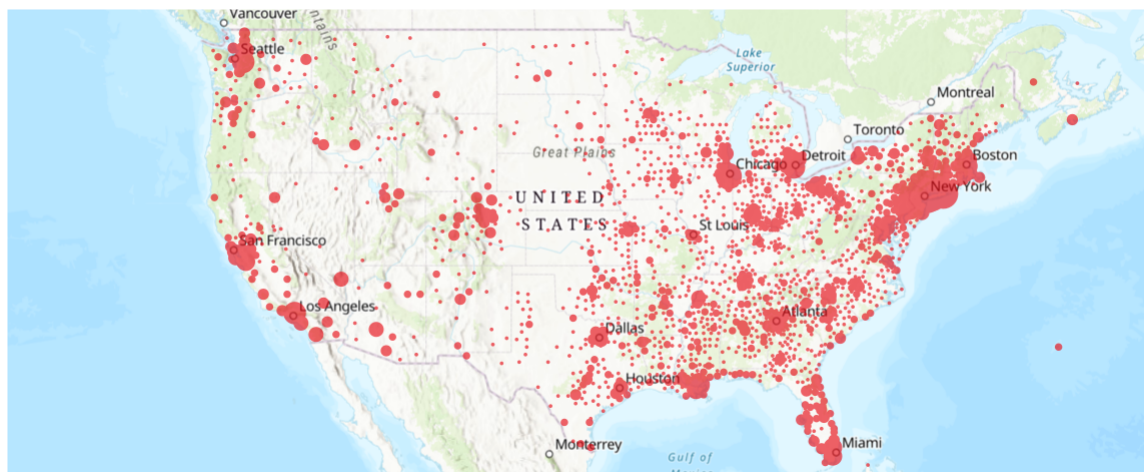 Vancouver
ntains
Seattle
Lake
Superior
Montreal
Toronto
Great Plains
Chicago
Detroit
Boston
New York
UNITED
STATES
St Louis
San Francisco
Los Angeles
Atlanta
Dallas
Houston
Miami
Monterrey
Gulf of